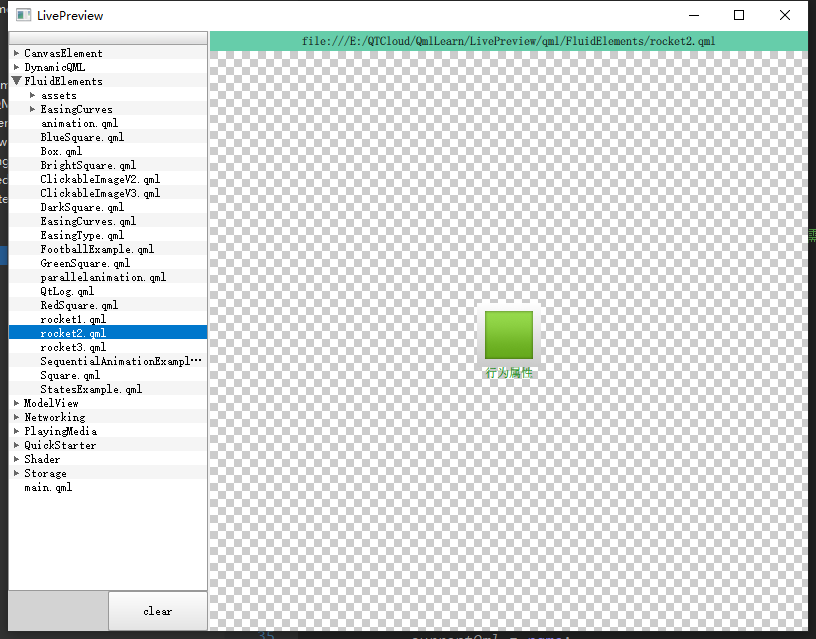 LivePreview
file:///E:/QTCloud/QmlLearn/LivePreview/qml/FluidElements/rocket2.qml
CanvasElement
DynamicQML
FluidElements
assets
EasingCurves
animation.qml
BlueSquare.qml
Box.qml
BrightSquare.qml
ClickableImageV2.qml
ClickableImageV3.qml
DarkSquare.qml
EasingCurves.qml
EasingType.qml
FootballExample.qml
GreenSquare.qml
parallelanimation.qml
QtLog.qml
RedSquare.qml
rocket1.qml
rocket2.qml
rocket3.qml
SequentialAnimationExampl…
Square.qml
StatesExample.qml
ModelView
Networking
PlayingMedia
QuickStarter
Shader
Storage
main.qml
行为属性
clear
35